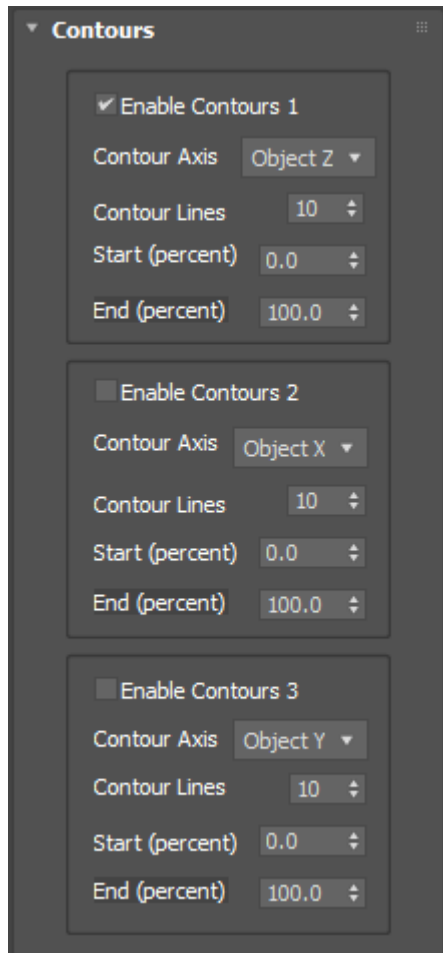 Contours
Enable Contours 1
Contour Axis Object Z
Contour Lines 10
Start (percent) 0.0
End (percent) 100.0
Enable Contours 2
Contour Axis Object X
Contour Lines 10
Start (percent) 0.0
End (percent) 100.0
Enable Contours 3
Contour Axis Object Y
Contour Lines 10
Start (percent) 0.0
End (percent) 100.0